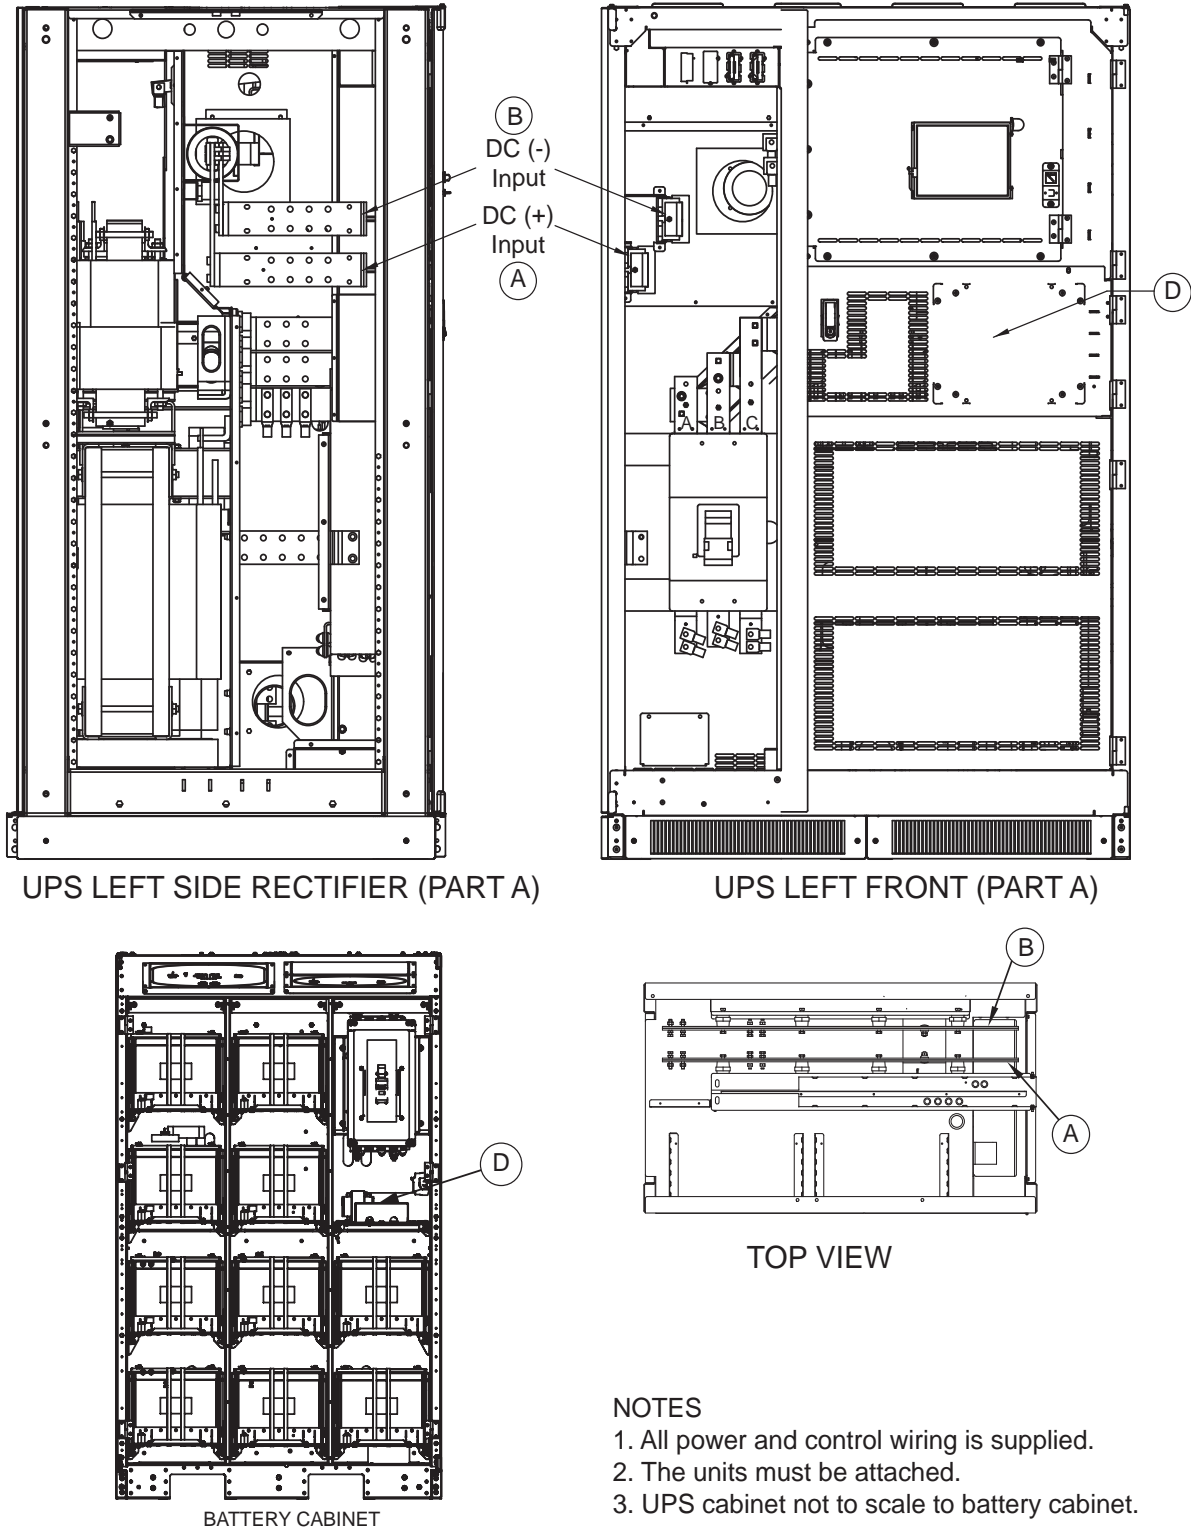 B
DC (-)
Input
DC (+)
Input
A
D
A B C
UPS LEFT SIDE RECTIFIER (PART A)
UPS LEFT FRONT (PART A)
B
A
D
TOP VIEW
NOTES
1. All power and control wiring is supplied.
2. The units must be attached.
3. UPS cabinet not to scale to battery cabinet.
BATTERY CABINET